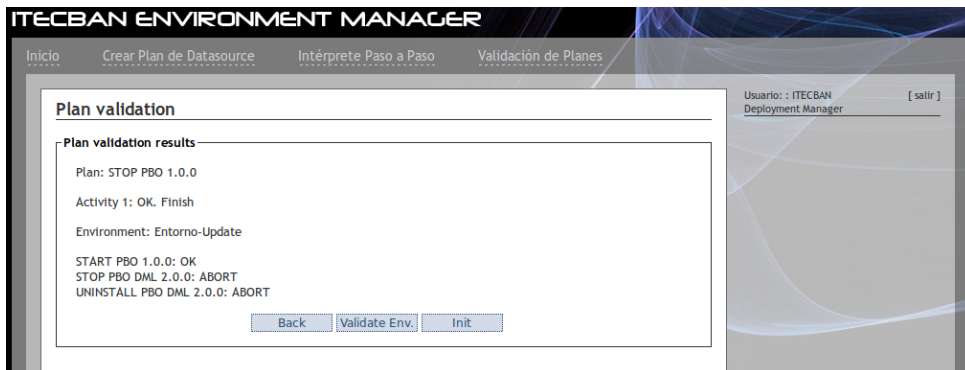 ITECBAN ENVIRONMENT MANAGER
Inicio Crear Plan de Datasource Intérprete Paso a Paso Validación de Planes
Usuario: : ITECBAN [ salir ]
Deployment Manager
Plan validation
Plan validation results
Plan: STOP PBO 1.0.0
Activity 1: OK. Finish
Environment: Entorno-Update
START PBO 1.0.0: OK
STOP PBO DML 2.0.0: ABORT
UNINSTALL PBO DML 2.0.0: ABORT
Back Validate Env. Init